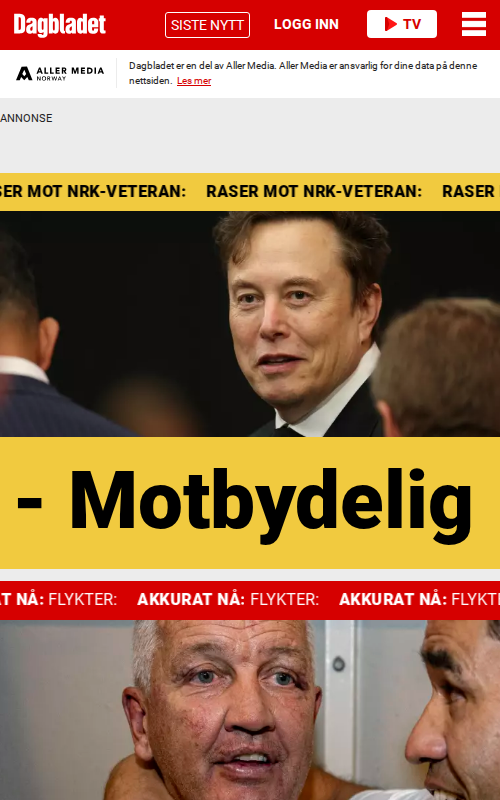 Dagbladet
SISTE NYTT
LOGG INN
TV
ALLER MEDIA
NORWAY
Dagbladet er en del av Aller Media. Aller Media er ansvarlig for dine data på denne
nettsiden. Les mer
ANNONSE
SER MOT NRK-VETERAN: RASER MOT NRK-VETERAN: RASER
- Motbydelig
AT NÅ: FLYKTER: AKKURAT NÅ: FLYKTER: AKKURAT NÅ: FLYKTE